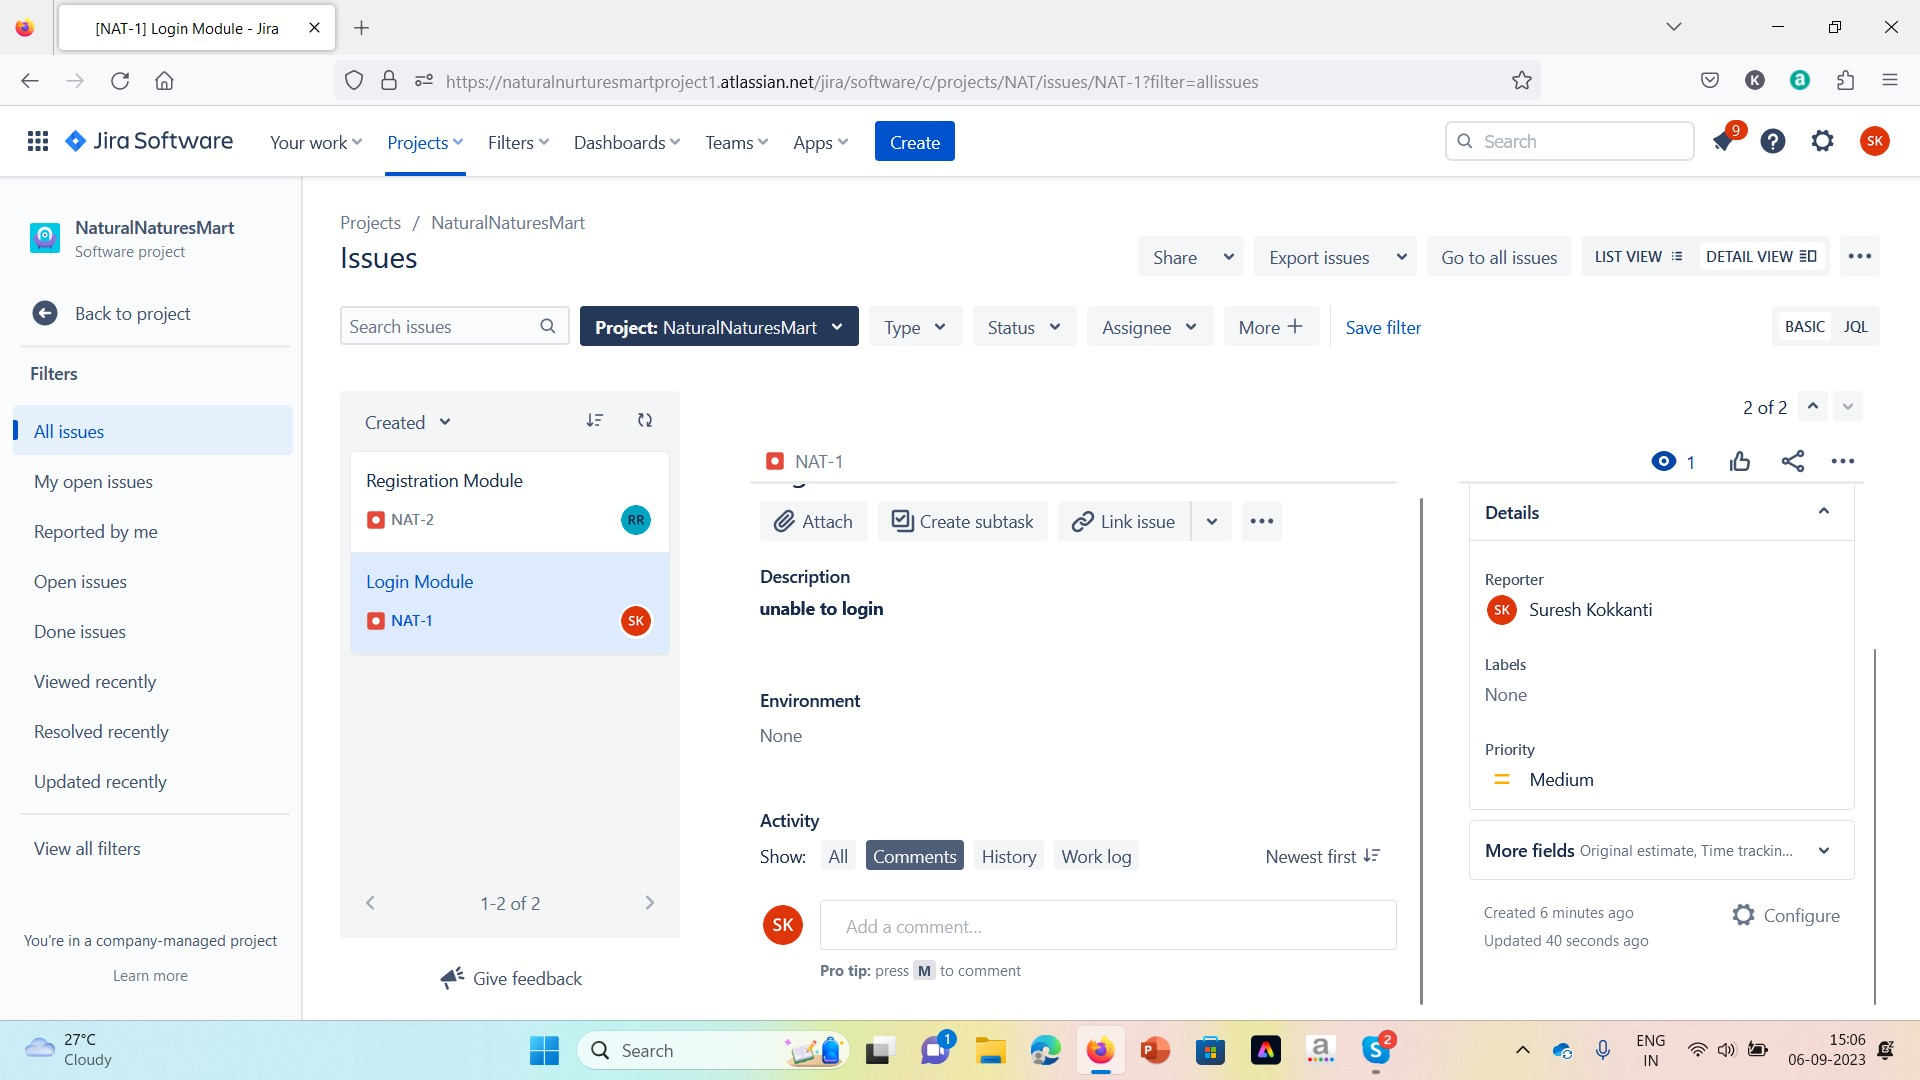 [NAT-1] Login Module - Jira
https://naturalnurturesmartproject1.atlassian.net/jira/software/c/projects/NAT/issues/NAT-1?filter=allissues
K
a
Jira Software
Your work
Projects
Filters
Dashboards
Teams
Apps
Create
Search
9
SK
NaturalNaturesMart
Software project
Back to project
Filters
All issues
My open issues
Reported by me
Open issues
Done issues
Viewed recently
Resolved recently
Updated recently
View all filters
You're in a company-managed project
Learn more
Projects / NaturalNaturesMart
Issues
Share
Export issues
Go to all issues
LIST VIEW
DETAIL VIEW
Search issues
Project: NaturalNaturesMart
Type
Status
Assignee
More
Save filter
BASIC
JQL
Created
Registration Module
NAT-2
RR
Login Module
NAT-1
SK
1-2 of 2
Give feedback
2 of 2
NAT-1
1
Attach
Create subtask
Link issue
Description
unable to login
Environment
None
Activity
Show:
All
Comments
History
Work log
Newest first
SK
Add a comment...
Pro tip: press M to comment
Details
Reporter
SK
Suresh Kokkanti
Labels
None
Priority
Medium
More fields Original estimate, Time trackin...
Created 6 minutes ago
Updated 40 seconds ago
Configure
27°C
Cloudy
Search
1
P
a
S
2
ENG
IN
15:06
06-09-2023